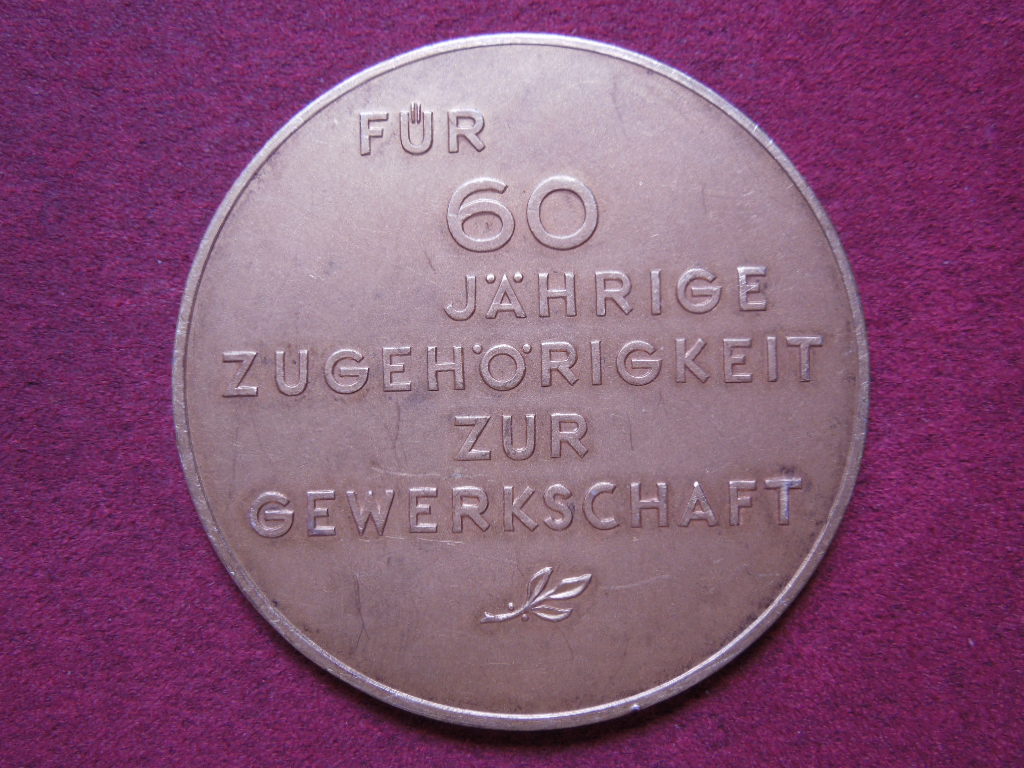 FÜR
60
JÄHRIGE
ZUGEHÖRIGKEIT
ZUR
GEWERKSCHAFT